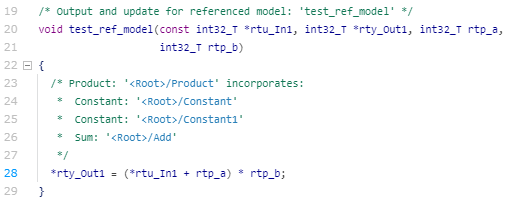 19 /* Output and update for referenced model: 'test_ref_model' */
20 void test_ref_model(const int32_T *rtu_In1, int32_T *rty_Out1, int32_T rtp_a,
21 int32_T rtp_b)
22 {
23 /* Product: '<Root>/Product' incorporates:
24 * Constant: '<Root>/Constant'
25 * Constant: '<Root>/Constant1'
26 * Sum: '<Root>/Add'
27 */
28 *rty_Out1 = (*rtu_In1 + rtp_a) * rtp_b;
29 }